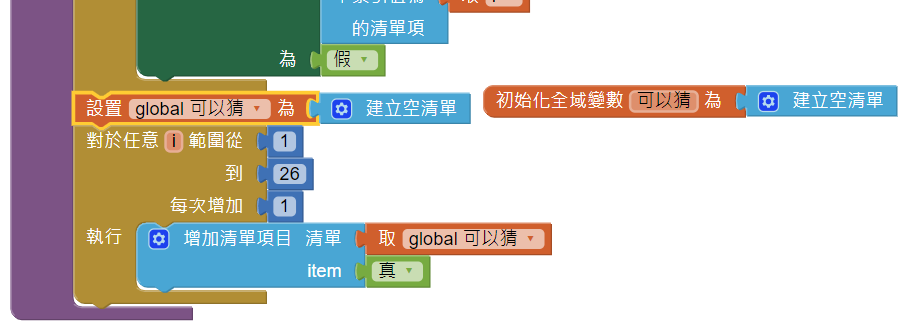 的清單項
為 假
設置 global 可以猜 為 建立空清單
初始化全域變數 可以猜 為 建立空清單
對於任意 i 範圍從 1
到 26
每次增加 1
執行 增加清單項目 清單 取 global 可以猜
item 真